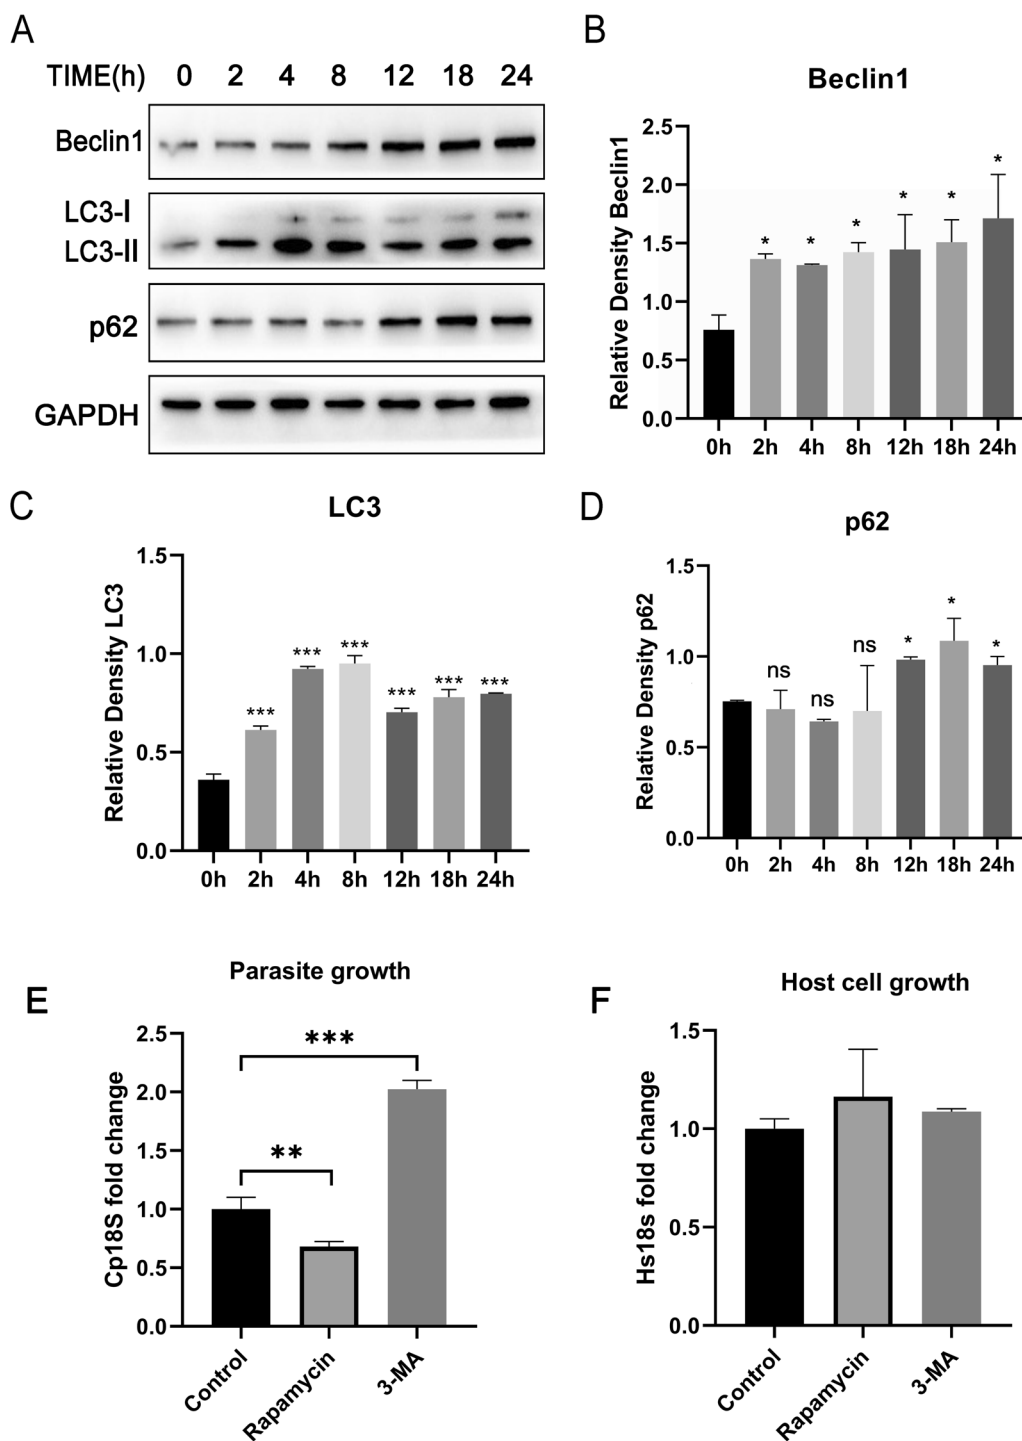 A
TIME(h) 0 2 4 8 12 18 24
Beclin1
LC3-I
LC3-II
p62
GAPDH
B
Beclin1
Relative Density Beclin1
2.5
2.0
1.5
1.0
0.5
0.0
* * * * * *
0h 2h 4h 8h 12h 18h 24h
C
LC3
Relative Density LC3
1.5
1.0
0.5
0.0
*** *** *** *** *** ***
0h 2h 4h 8h 12h 18h 24h
D
p62
Relative Density p62
1.5
1.0
0.5
0.0
ns ns ns * * *
0h 2h 4h 8h 12h 18h 24h
E
Parasite growth
Cp18S fold change
2.5
2.0
1.5
1.0
0.5
0.0
***
**
Control
Rapamycin
3-MA
F
Host cell growth
Hs18s fold change
1.5
1.0
0.5
0.0
Control
Rapamycin
3-MA